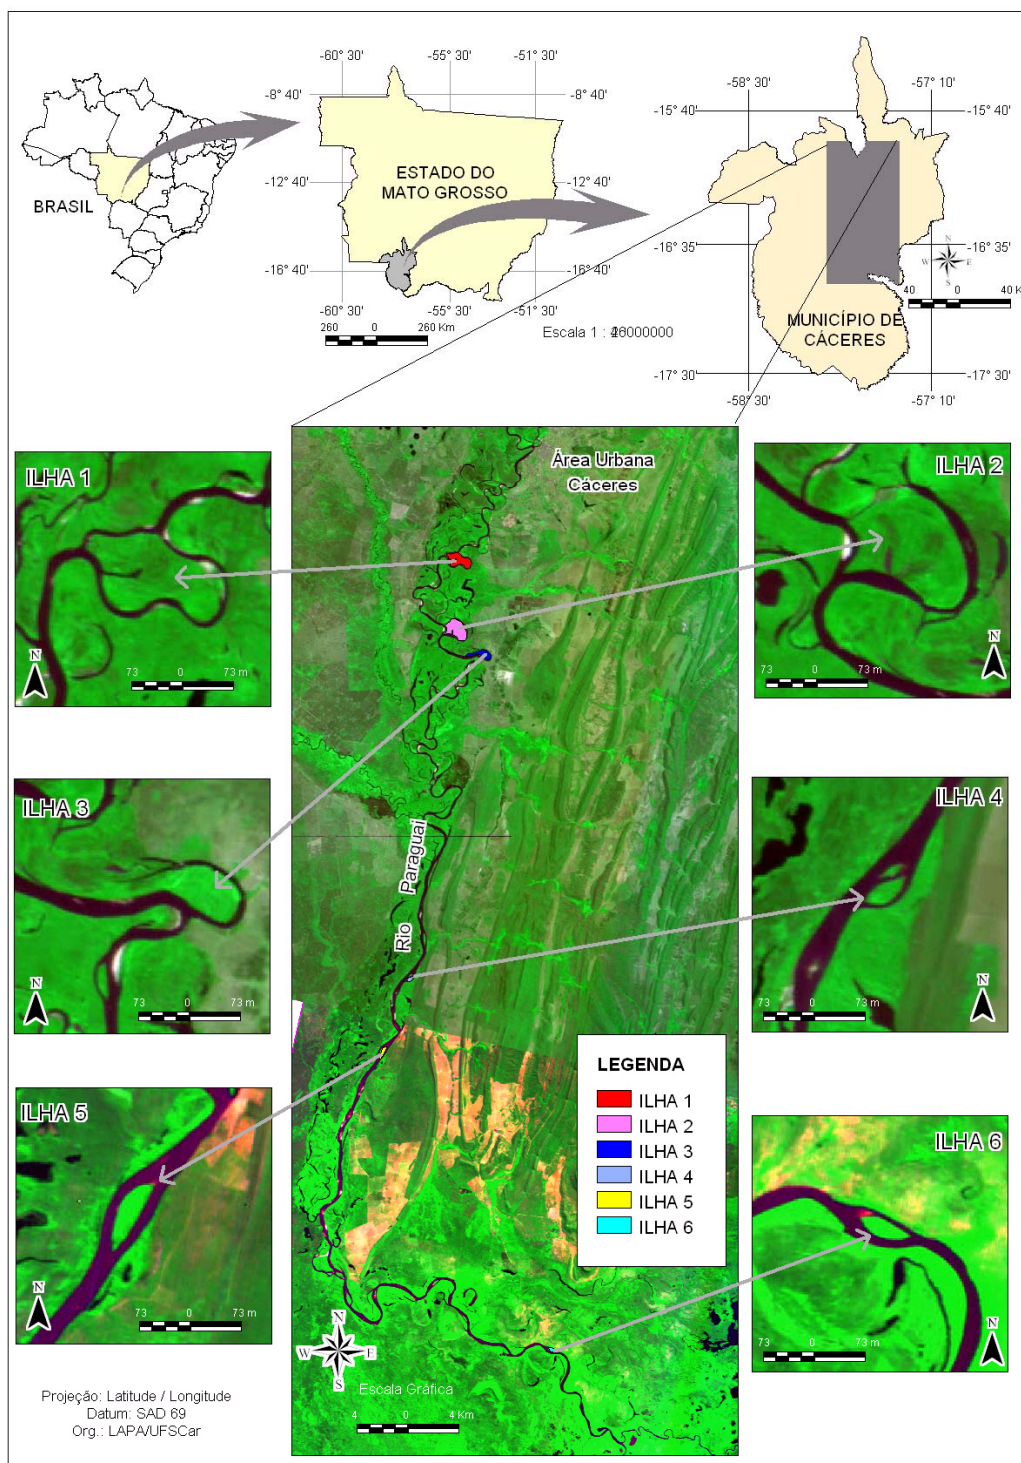 -60° 30'
-55° 30'
-51° 30'
-8° 40'
-8° 40'
BRASIL
ESTADO DO
MATO GROSSO
-12° 40'
-12° 40'
-16° 40'
-16° 40'
-60° 30'
-55° 30'
-51° 30'
260 0 260 Km
Escala 1 :
-58° 30'
-57° 10'
-15° 40'
-15° 40'
-16° 35'
-16° 35'
N
W E
S
40 0 40 K
MUNICÍPIO DE
CÁCERES
-17° 30'
-17° 30'
-58° 30'
-57° 10'
ILHA 1
N
73 0 73 m
Área Urbana
Cáceres
ILHA 2
N
73 0 73 m
ILHA 3
N
73 0 73 m
Rio Paraguai
ILHA 4
N
73 0 73 m
ILHA 5
N
73 0 73 m
LEGENDA
ILHA 1
ILHA 2
ILHA 3
ILHA 4
ILHA 5
ILHA 6
ILHA 6
N
73 0 73 m
N
W E
S
Escala Gráfica
4 0 4 Km
Projeção: Latitude / Longitude
Datum: SAD 69
Org.: LAPA/UFSCar